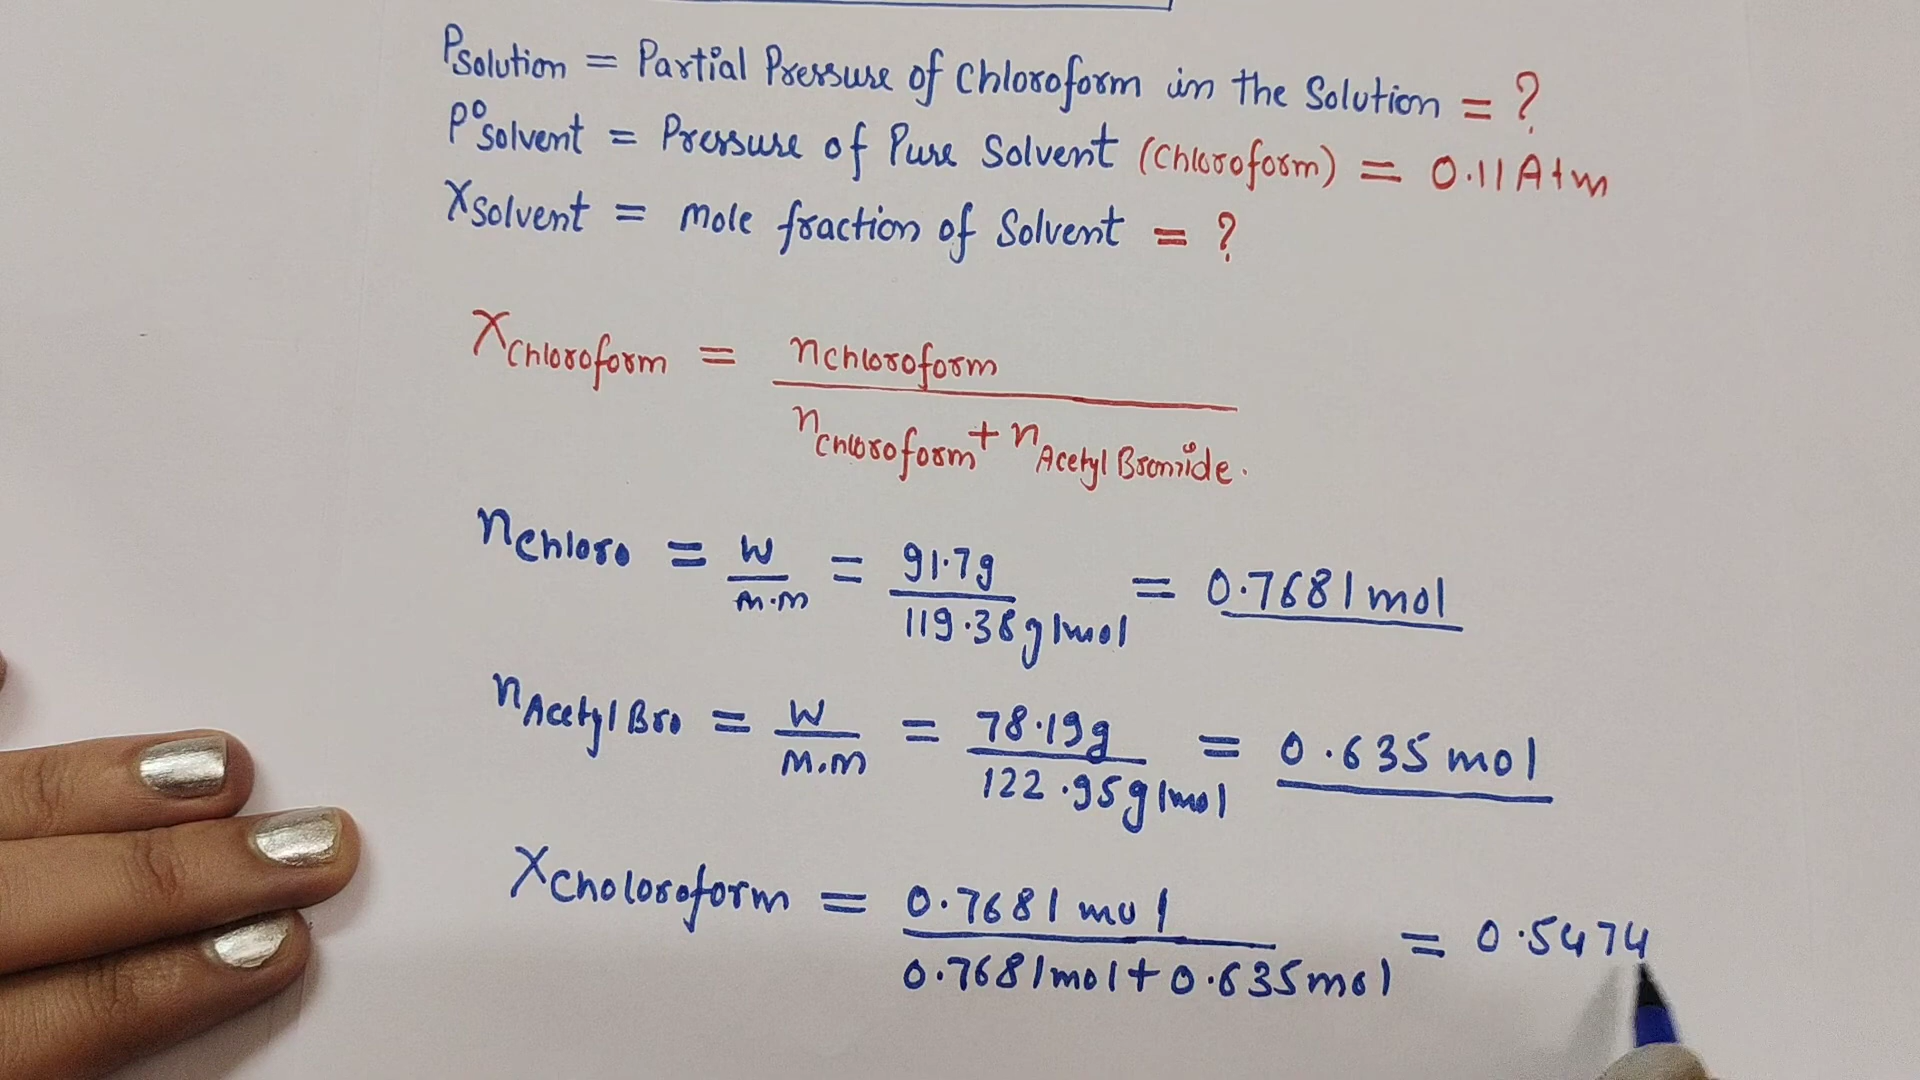 Psolution = Partial Pressure of Chloroform in the Solution = ?
P°solvent = Pressure of Pure Solvent (Chloroform) = 0.11 Atm
Xsolvent = mole fraction of Solvent = ?
Xchloroform = nchloroform
nchloroform + nAcetyl Bromide.
nchloro = W = 91.7g = 0.7681 mol
M.M 119.38 g/mol
nAcetyl Bro = W = 78.19g = 0.635 mol
M.M 122.95 g/mol
Xcholoroform = 0.7681 mol = 0.5474
0.7681 mol + 0.635 mol